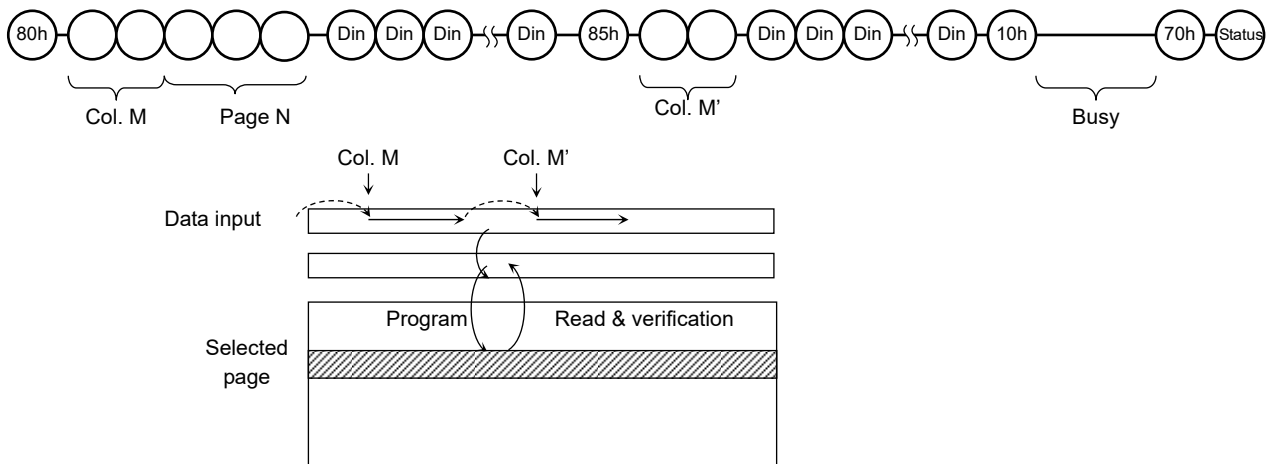 80h Din Din Din Din 85h Din Din Din Din 10h 70h Status
Col. M Page N Col. M’ Busy
Col. M Col. M’
Data input
Program Read & verification
Selected
page